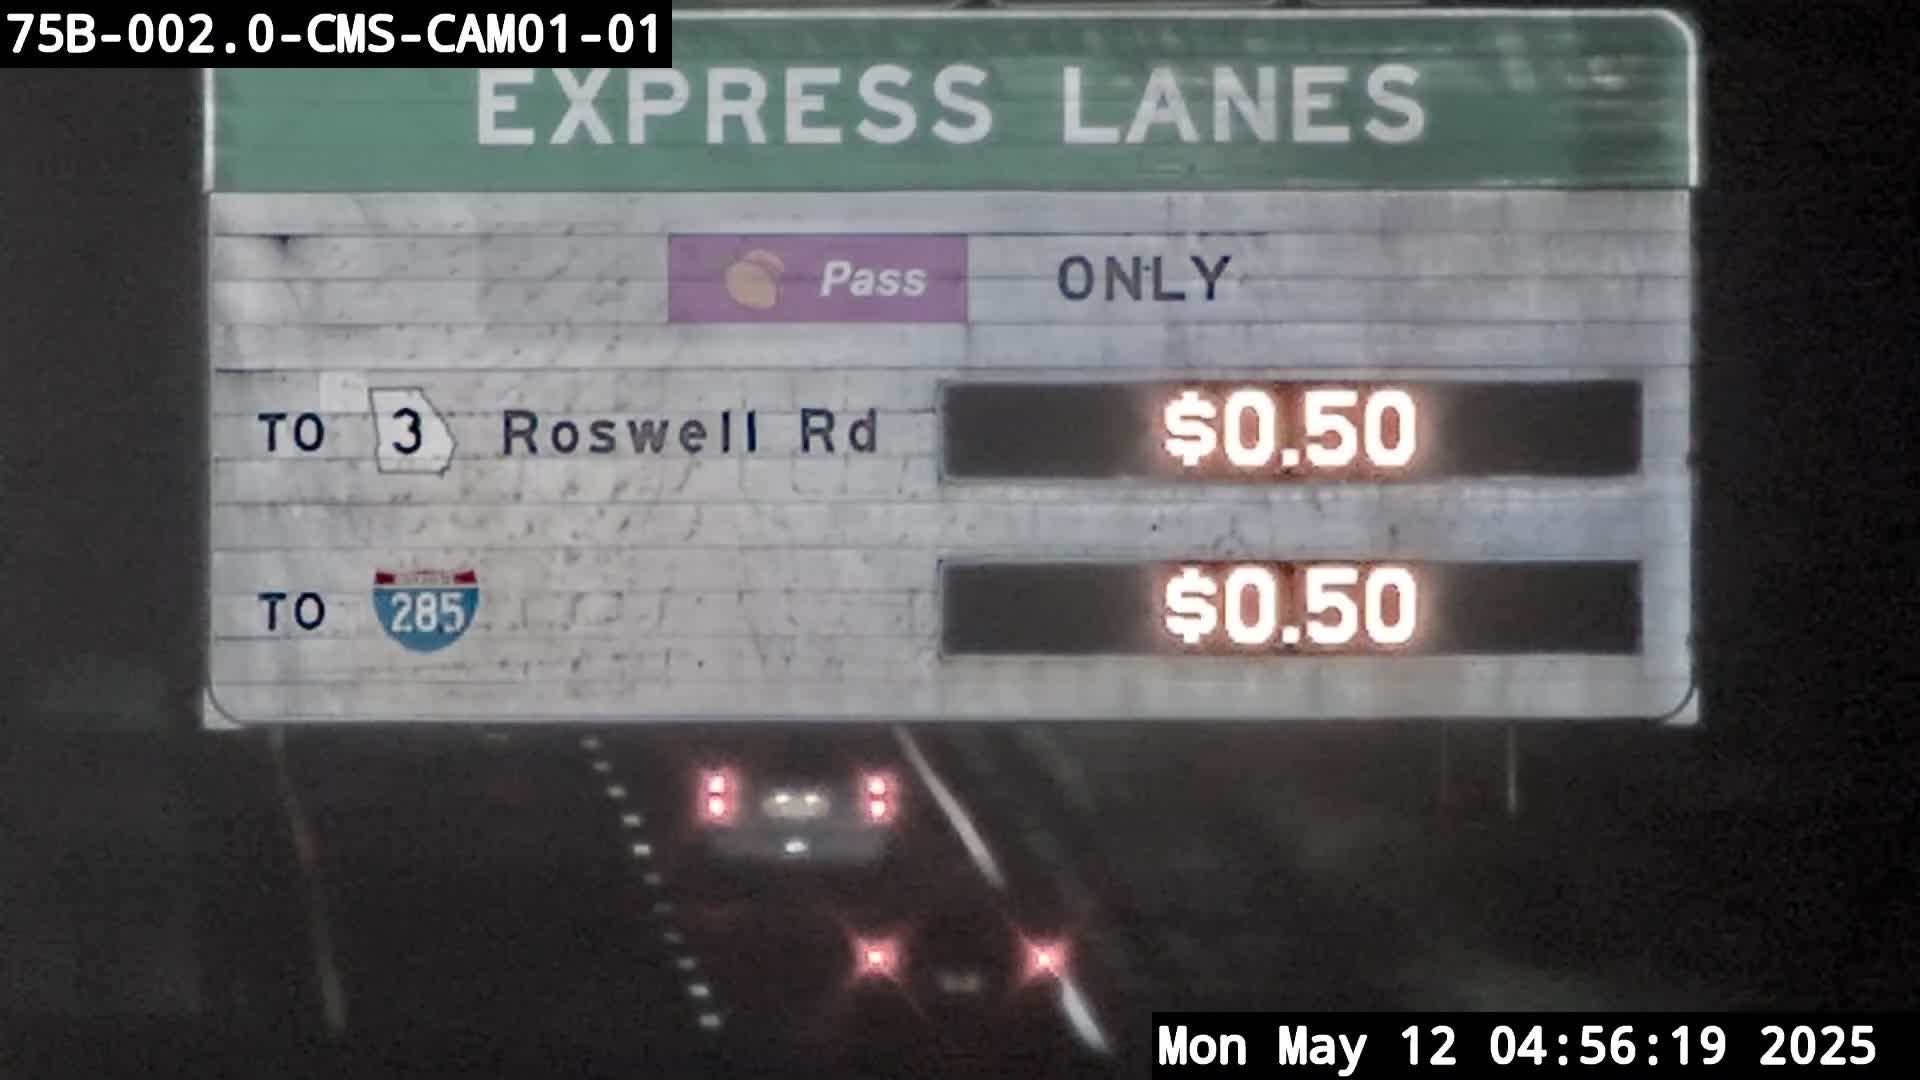 75B-002.0-CMS-CAM01-01
EXPRESS LANES
Pass ONLY
TO 3 Roswell Rd $0.50
TO 285 $0.50
Mon May 12 04:56:19 2025